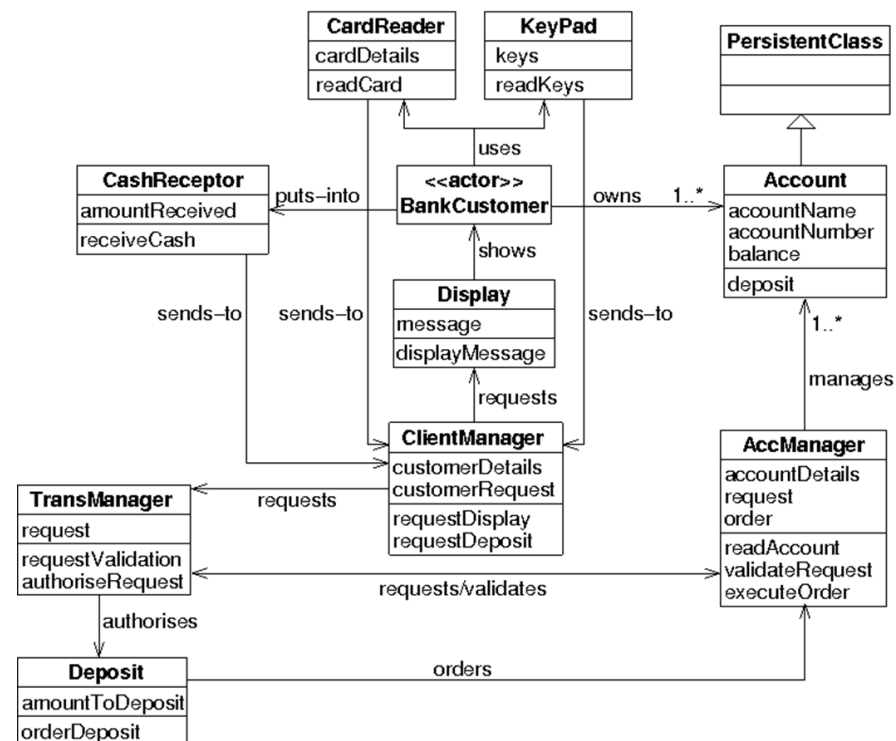 CardReader
cardDetails
readCard
KeyPad
keys
readKeys
PersistentClass
uses
CashReceptor
amountReceived
receiveCash
puts-into
<<actor>>
BankCustomer
owns
1..*
Account
accountName
accountNumber
balance
deposit
shows
Display
message
displayMessage
sends-to
sends-to
sends-to
1..*
manages
requests
ClientManager
customerDetails
customerRequest
requestDisplay
requestDeposit
AccManager
accountDetails
request
order
readAccount
validateRequest
executeOrder
requests
TransManager
request
requestValidation
authoriseRequest
requests/validates
authorises
orders
Deposit
amountToDeposit
orderDeposit